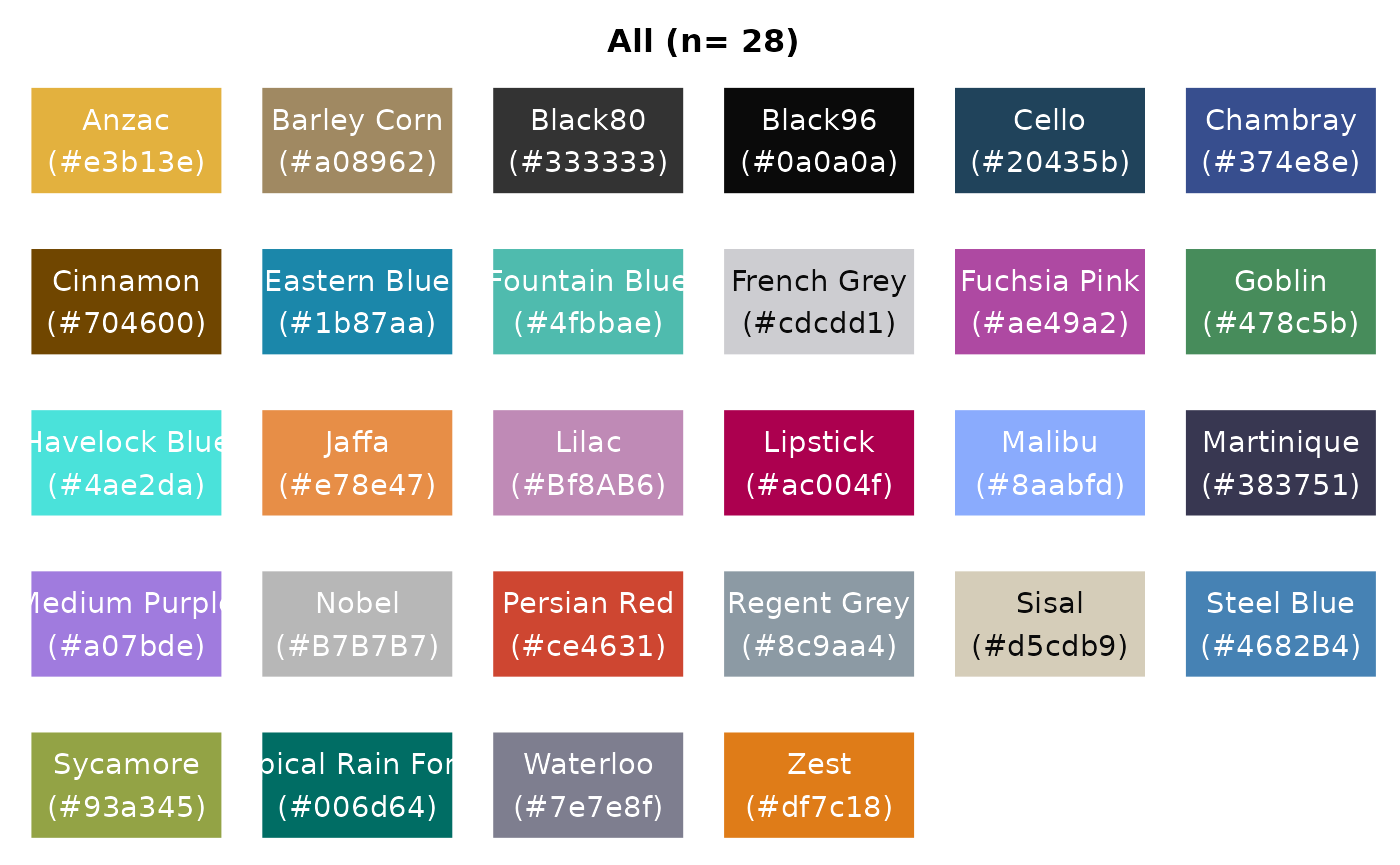 All (n= 28)
Anzac
(#e3b13e)
Barley Corn
(#a08962)
Black80
(#333333)
Black96
(#0a0a0a)
Cello
(#20435b)
Chambray
(#374e8e)
Cinnamon
(#704600)
Eastern Blue
(#1b87aa)
Fountain Blue
(#4fbbae)
French Grey
(#cdcdd1)
Fuchsia Pink
(#ae49a2)
Goblin
(#478c5b)
Havelock Blue
(#4ae2da)
Jaffa
(#e78e47)
Lilac
(#Bf8AB6)
Lipstick
(#ac004f)
Malibu
(#8aabfd)
Martinique
(#383751)
Medium Purple
(#a07bde)
Nobel
(#B7B7B7)
Persian Red
(#ce4631)
Regent Grey
(#8c9aa4)
Sisal
(#d5cdb9)
Steel Blue
(#4682B4)
Sycamore
(#93a345)
pical Rain For
(#006d64)
Waterloo
(#7e7e8f)
Zest
(#df7c18)